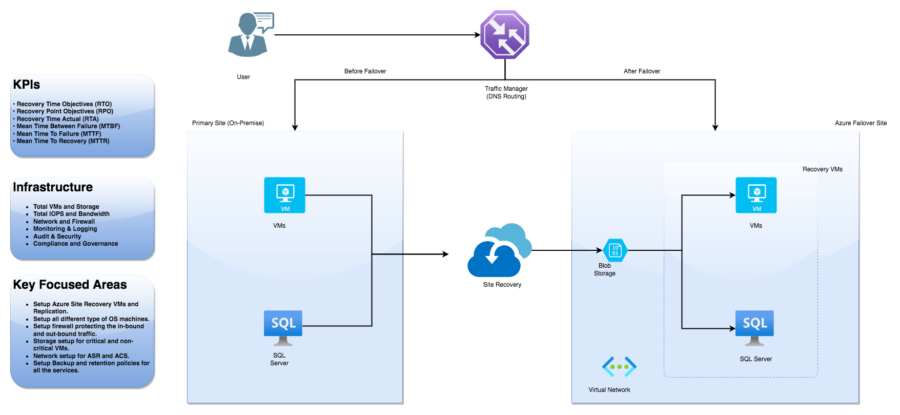 User
Before Failover
After Failover
Traffic Manager
(DNS Routing)
KPIs
• Recovery Time Objectives (RTO)
• Recovery Point Objectives (RPO)
• Recovery Time Actual (RTA)
• Mean Time Between Failure (MTBF)
• Mean Time To Failure (MTTF)
• Mean Time To Recovery (MTTR)
Infrastructure
• Total VMs and Storage
• Total IOPS and Bandwidth
• Network and Firewall
• Monitoring & Logging
• Audit & Security
• Compliance and Governance
Key Focused Areas
• Setup Azure Site Recovery VMs and
Replication.
• Setup all different type of OS machines.
• Setup firewall protecting the in-bound
and out-bound traffic.
• Storage setup for critical and non-
critical VMs.
• Network setup for ASR and ACS.
• Setup Backup and retention policies for
all the services.
Primary Site (On-Premise)
VM
VMs
SQL
SQL
Server
Site Recovery
Azure Failover Site
Recovery VMs
Blob
Storage
VM
VMs
SQL
SQL Server
Virtual Network